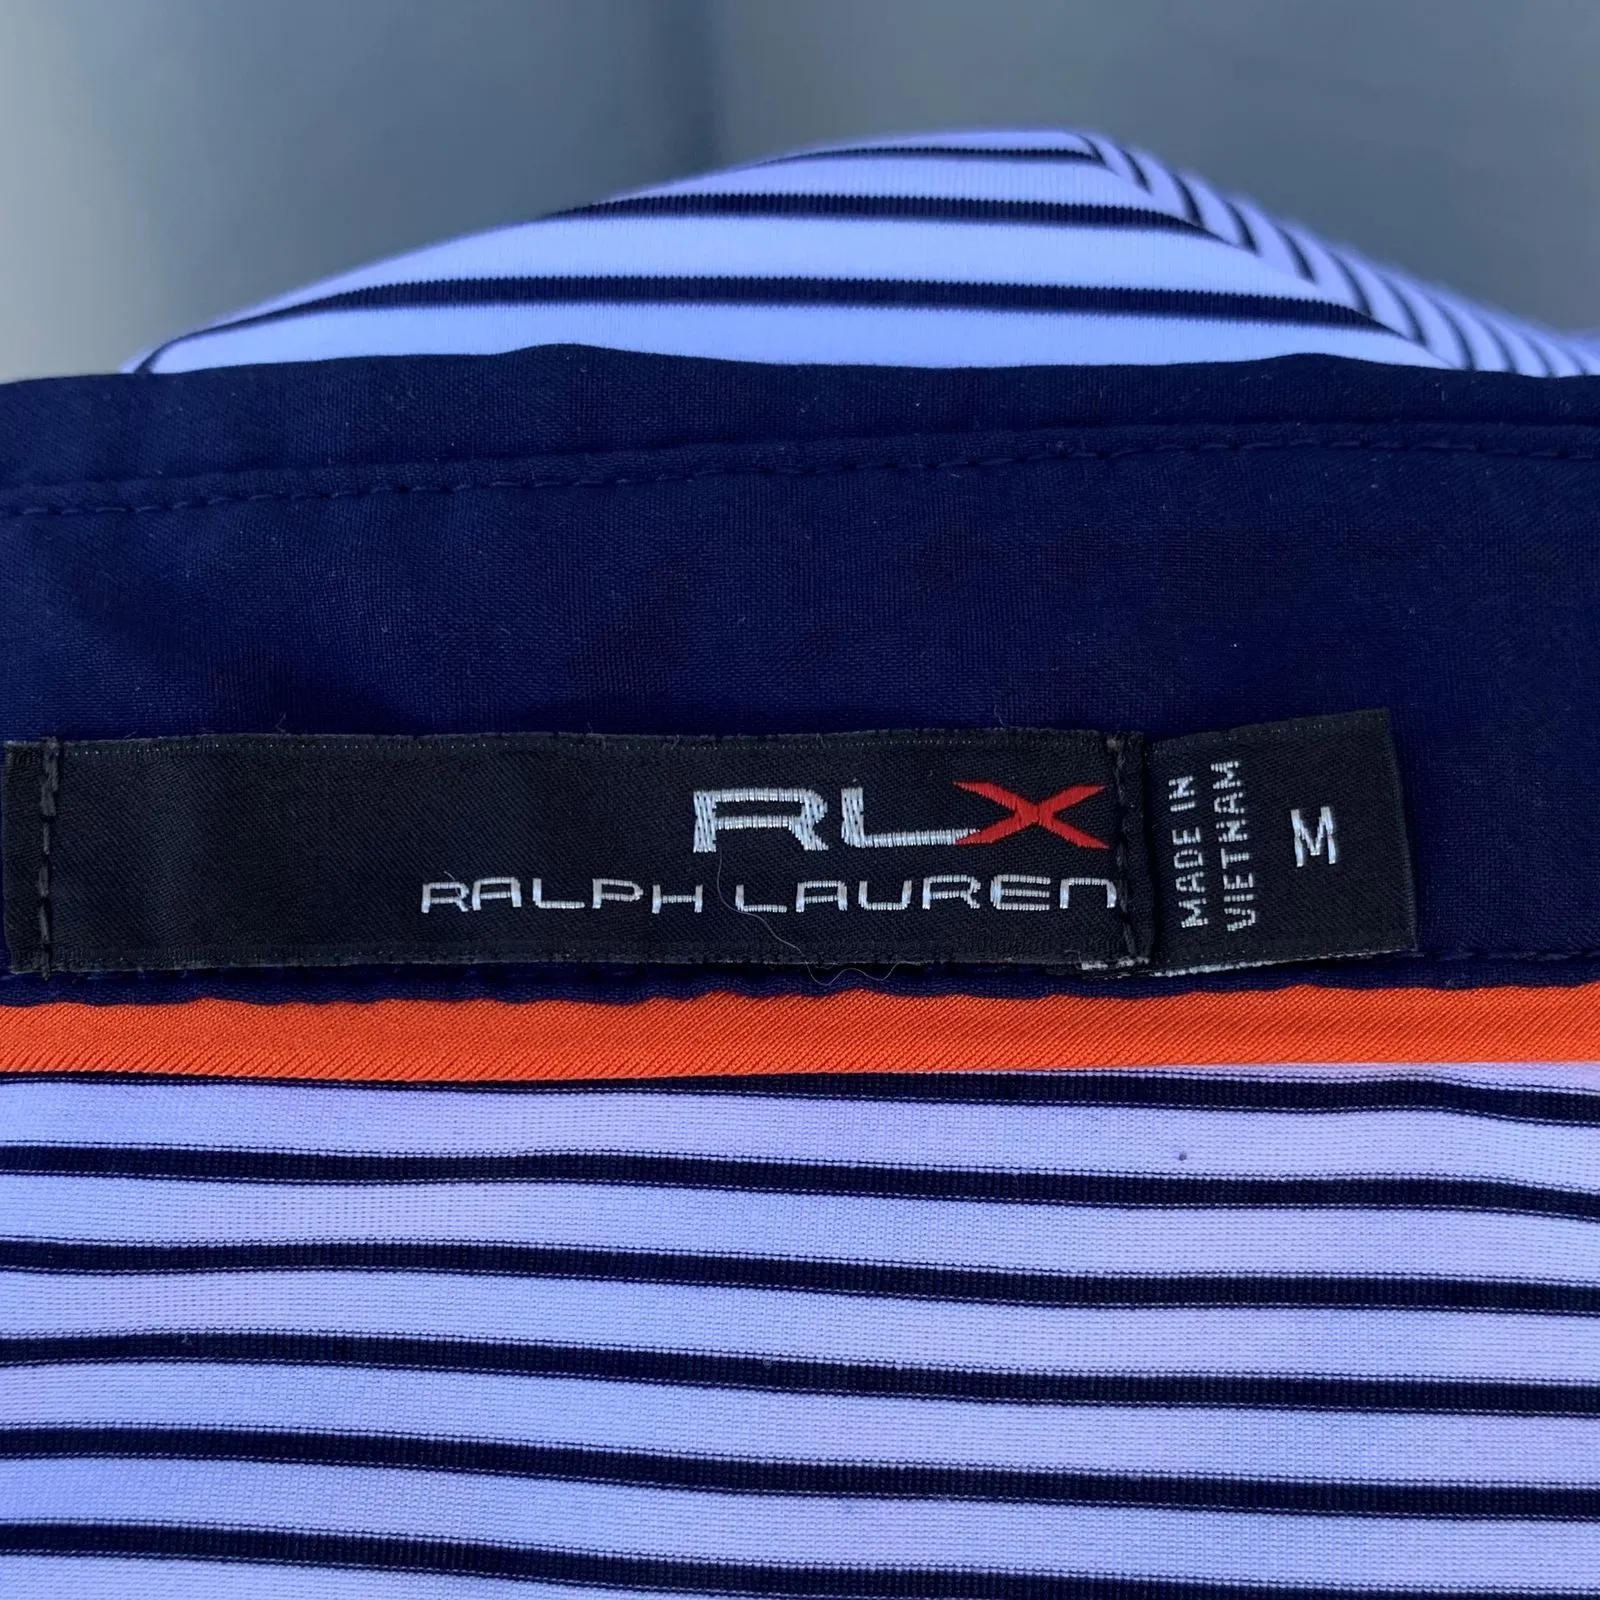 RLX
RALPH LAUREN
MADE IN
VIETNAM
M